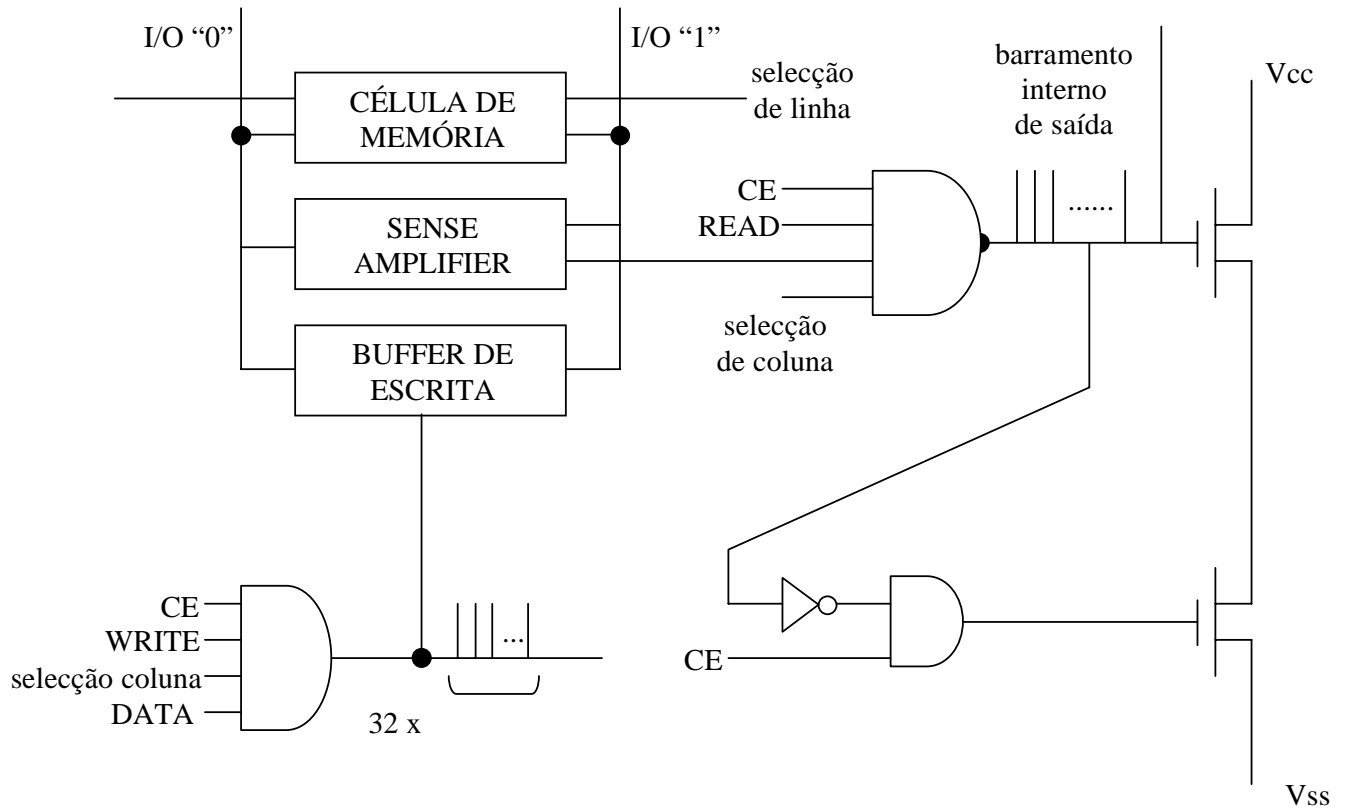 I/O “0”
I/O “1”
selecção
de linha
barramento
interno
de saída
Vcc
CÉLULA DE
MEMÓRIA
CE
READ
......
SENSE
AMPLIFIER
selecção
de coluna
BUFFER DE
ESCRITA
CE
WRITE
selecção coluna
DATA
...
32 x
CE
Vss